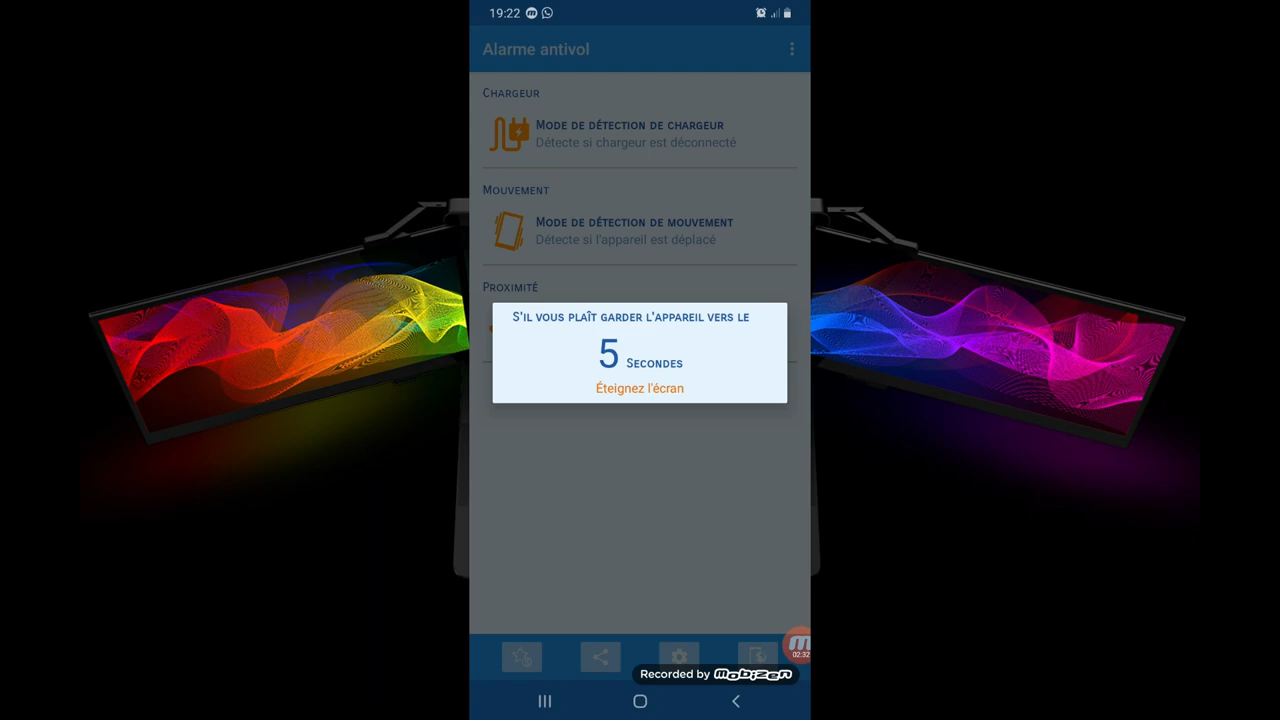 19:22
Alarme antivol
Chargeur
Mode de détection de chargeur
Détecte si chargeur est déconnecté
Mouvement
Mode de détection de mouvement
Détecte si l'appareil est déplacé
Proximité
S'il vous plaît garder l'appareil vers le
5 Secondes
Éteignez l'écran
02:32
Recorded by mobizen